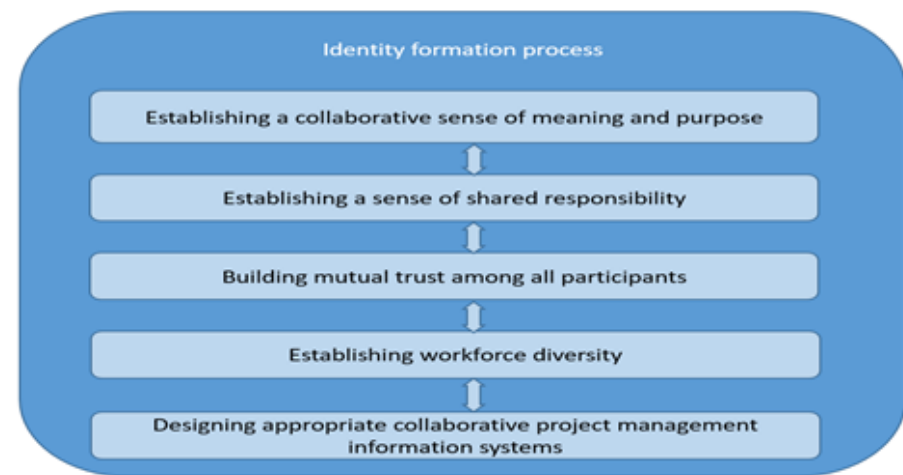 Identity formation process
Establishing a collaborative sense of meaning and purpose
Establishing a sense of shared responsibility
Building mutual trust among all participants
Establishing workforce diversity
Designing appropriate collaborative project management
information systems